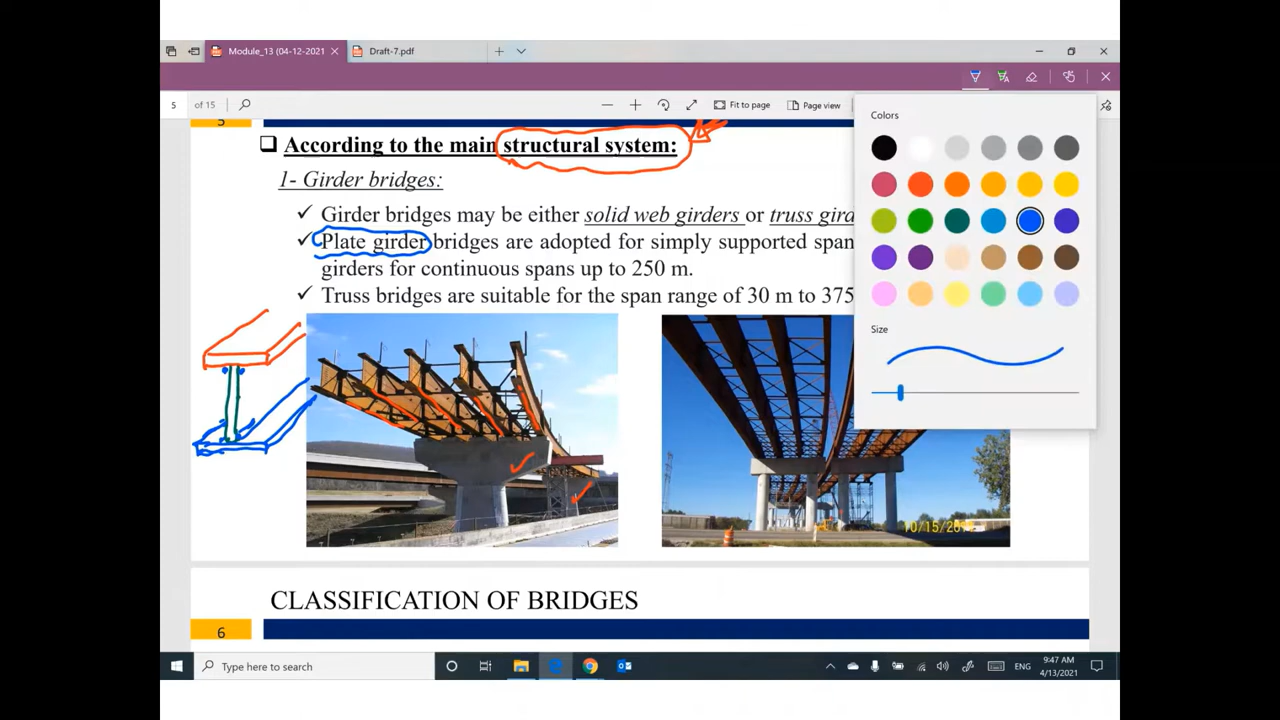 Module_13 (04-12-2021
Draft-7.pdf
5 of 15
Fit to page
Page view
5
According to the main structural system:
1- Girder bridges:
Girder bridges may be either solid web girders or truss gird
Plate girder bridges are adopted for simply supported span
girders for continuous spans up to 250 m.
Truss bridges are suitable for the span range of 30 m to 375
Colors
Size
CLASSIFICATION OF BRIDGES
6
Type here to search
ENG
9:47 AM
4/13/2021